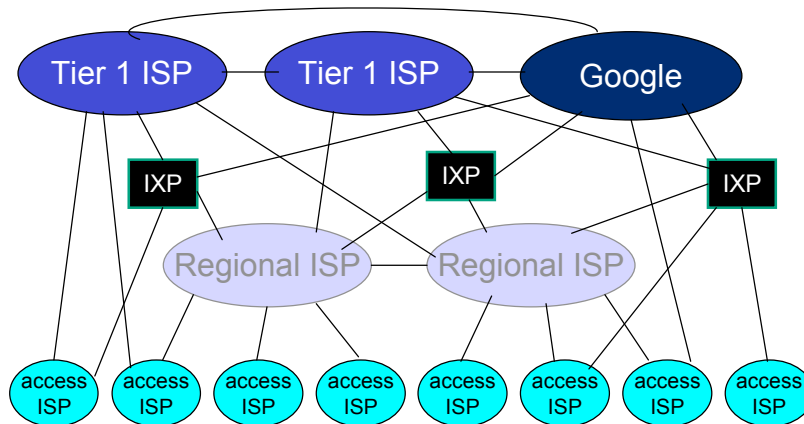 Tier 1 ISP
Tier 1 ISP
Google
IXP
IXP
IXP
Regional ISP
Regional ISP
access
ISP
access
ISP
access
ISP
access
ISP
access
ISP
access
ISP
access
ISP
access
ISP